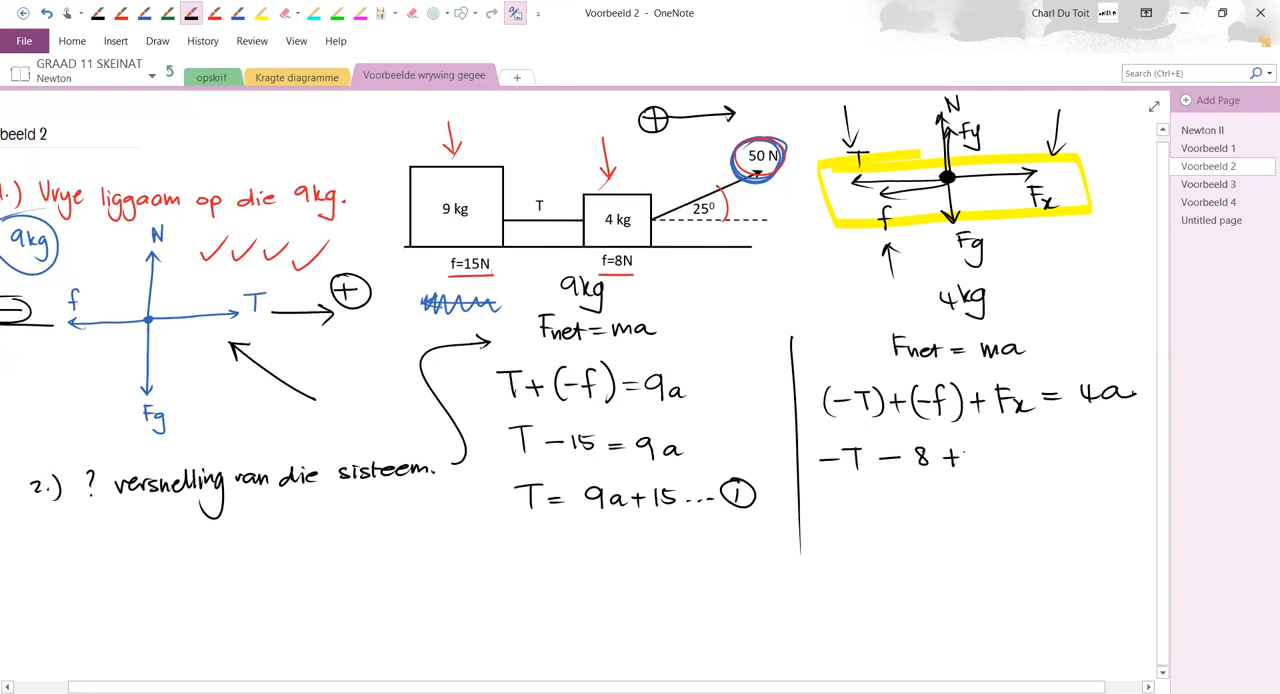 Voorbeeld 2 - OneNote
Charl Du Toit
File Home Insert Draw History Review View Help
GRAAD 11 SKEINAT
Newton
opskrif
Kragte diagramme
Voorbeelde wrywing gegee
+
Search (Ctrl+E)
Add Page
Newton II
Voorbeeld 1
Voorbeeld 2
Voorbeeld 3
Voorbeeld 4
Untitled page
beeld 2
1.) Vrye liggaam op die 9kg.
9kg
N
f
T
+
Fg
2.) ? versnelling van die sisteem.
+
50 N
9 kg
T
4 kg
25⁰
f=15N
f=8N
9kg
Fnet = ma
T + (-f) = 9a
T - 15 = 9a
T = 9a + 15 ... ①
N
Fy
T
Fx
f
Fg
4kg
Fnet = ma
(-T) + (-f) + Fx = 4a
-T - 8 +